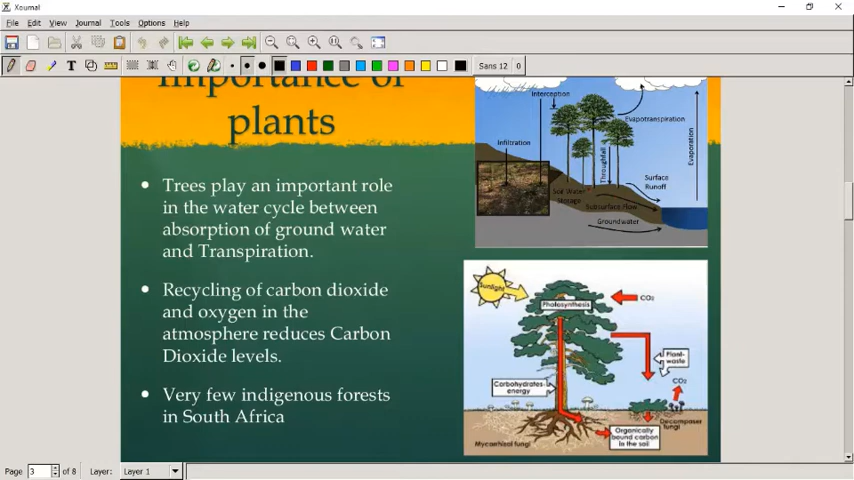 Xournal
File Edit View Journal Tools Options Help
Sans 12 0
Importance of
plants
Trees play an important role
in the water cycle between
absorption of ground water
and Transpiration.
Recycling of carbon dioxide
and oxygen in the
atmosphere reduces Carbon
Dioxide levels.
Very few indigenous forests
in South Africa
Interception
Evapotranspiration
Infiltration
Throughfall
Evaporation
Surface
Runoff
Soil Water
Storage
Subsurface Flow
Groundwater
Sunlight
Photosynthesis
CO2
Plant-
waste
Carbohydrates-
energy
CO2
Decomposer
fungi
Organically
bound carbon
in the soil
Mycorrhizal fungi
Page 3 of 8 Layer: Layer 1